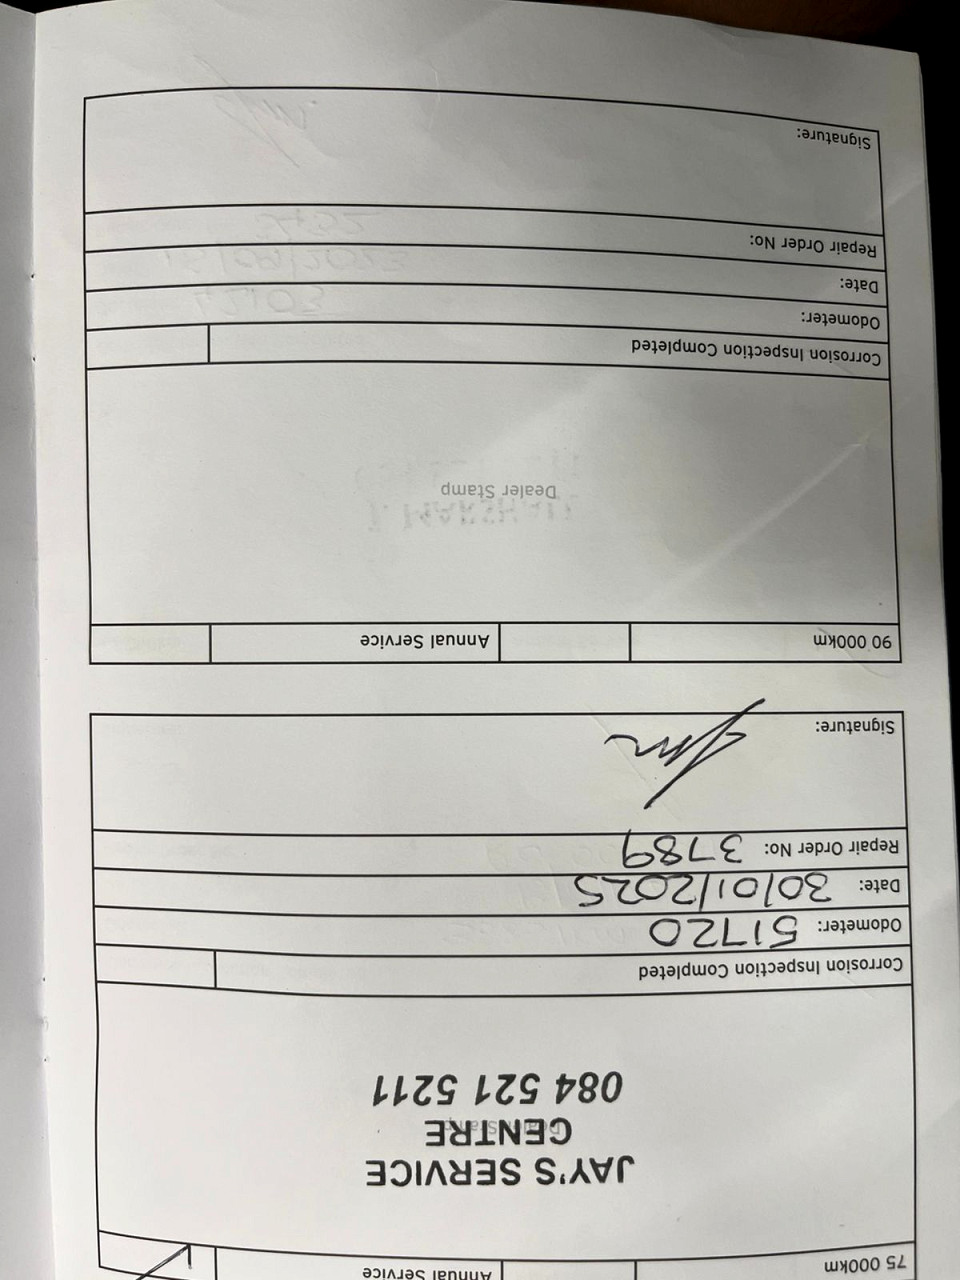 75 000km Annual Service
JAY'S SERVICE
CENTRE
084 521 5211
Dealer Stamp
Corrosion Inspection Completed
Odometer: 51720
Date: 30/01/2025
Repair Order No: 3789
Signature:
90 000km Annual Service
Dealer Stamp
Corrosion Inspection Completed
Odometer:
Date:
Repair Order No:
Signature: